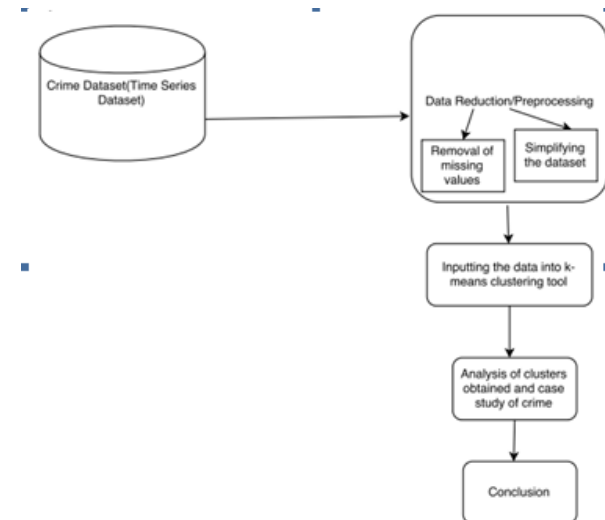 Crime Dataset(Time Series
Dataset)
Data Reduction/Preprocessing
Removal of
missing
values
Simplifying
the dataset
Inputting the data into k-
means clustering tool
Analysis of clusters
obtained and case
study of crime
Conclusion